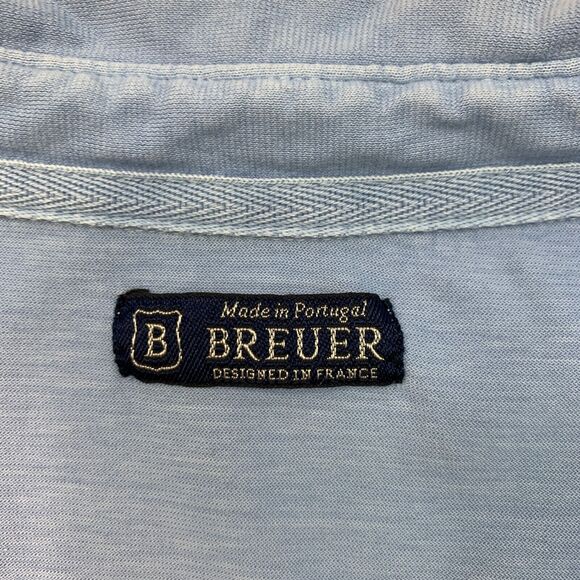 Made in Portugal
B BREUER
DESIGNED IN FRANCE